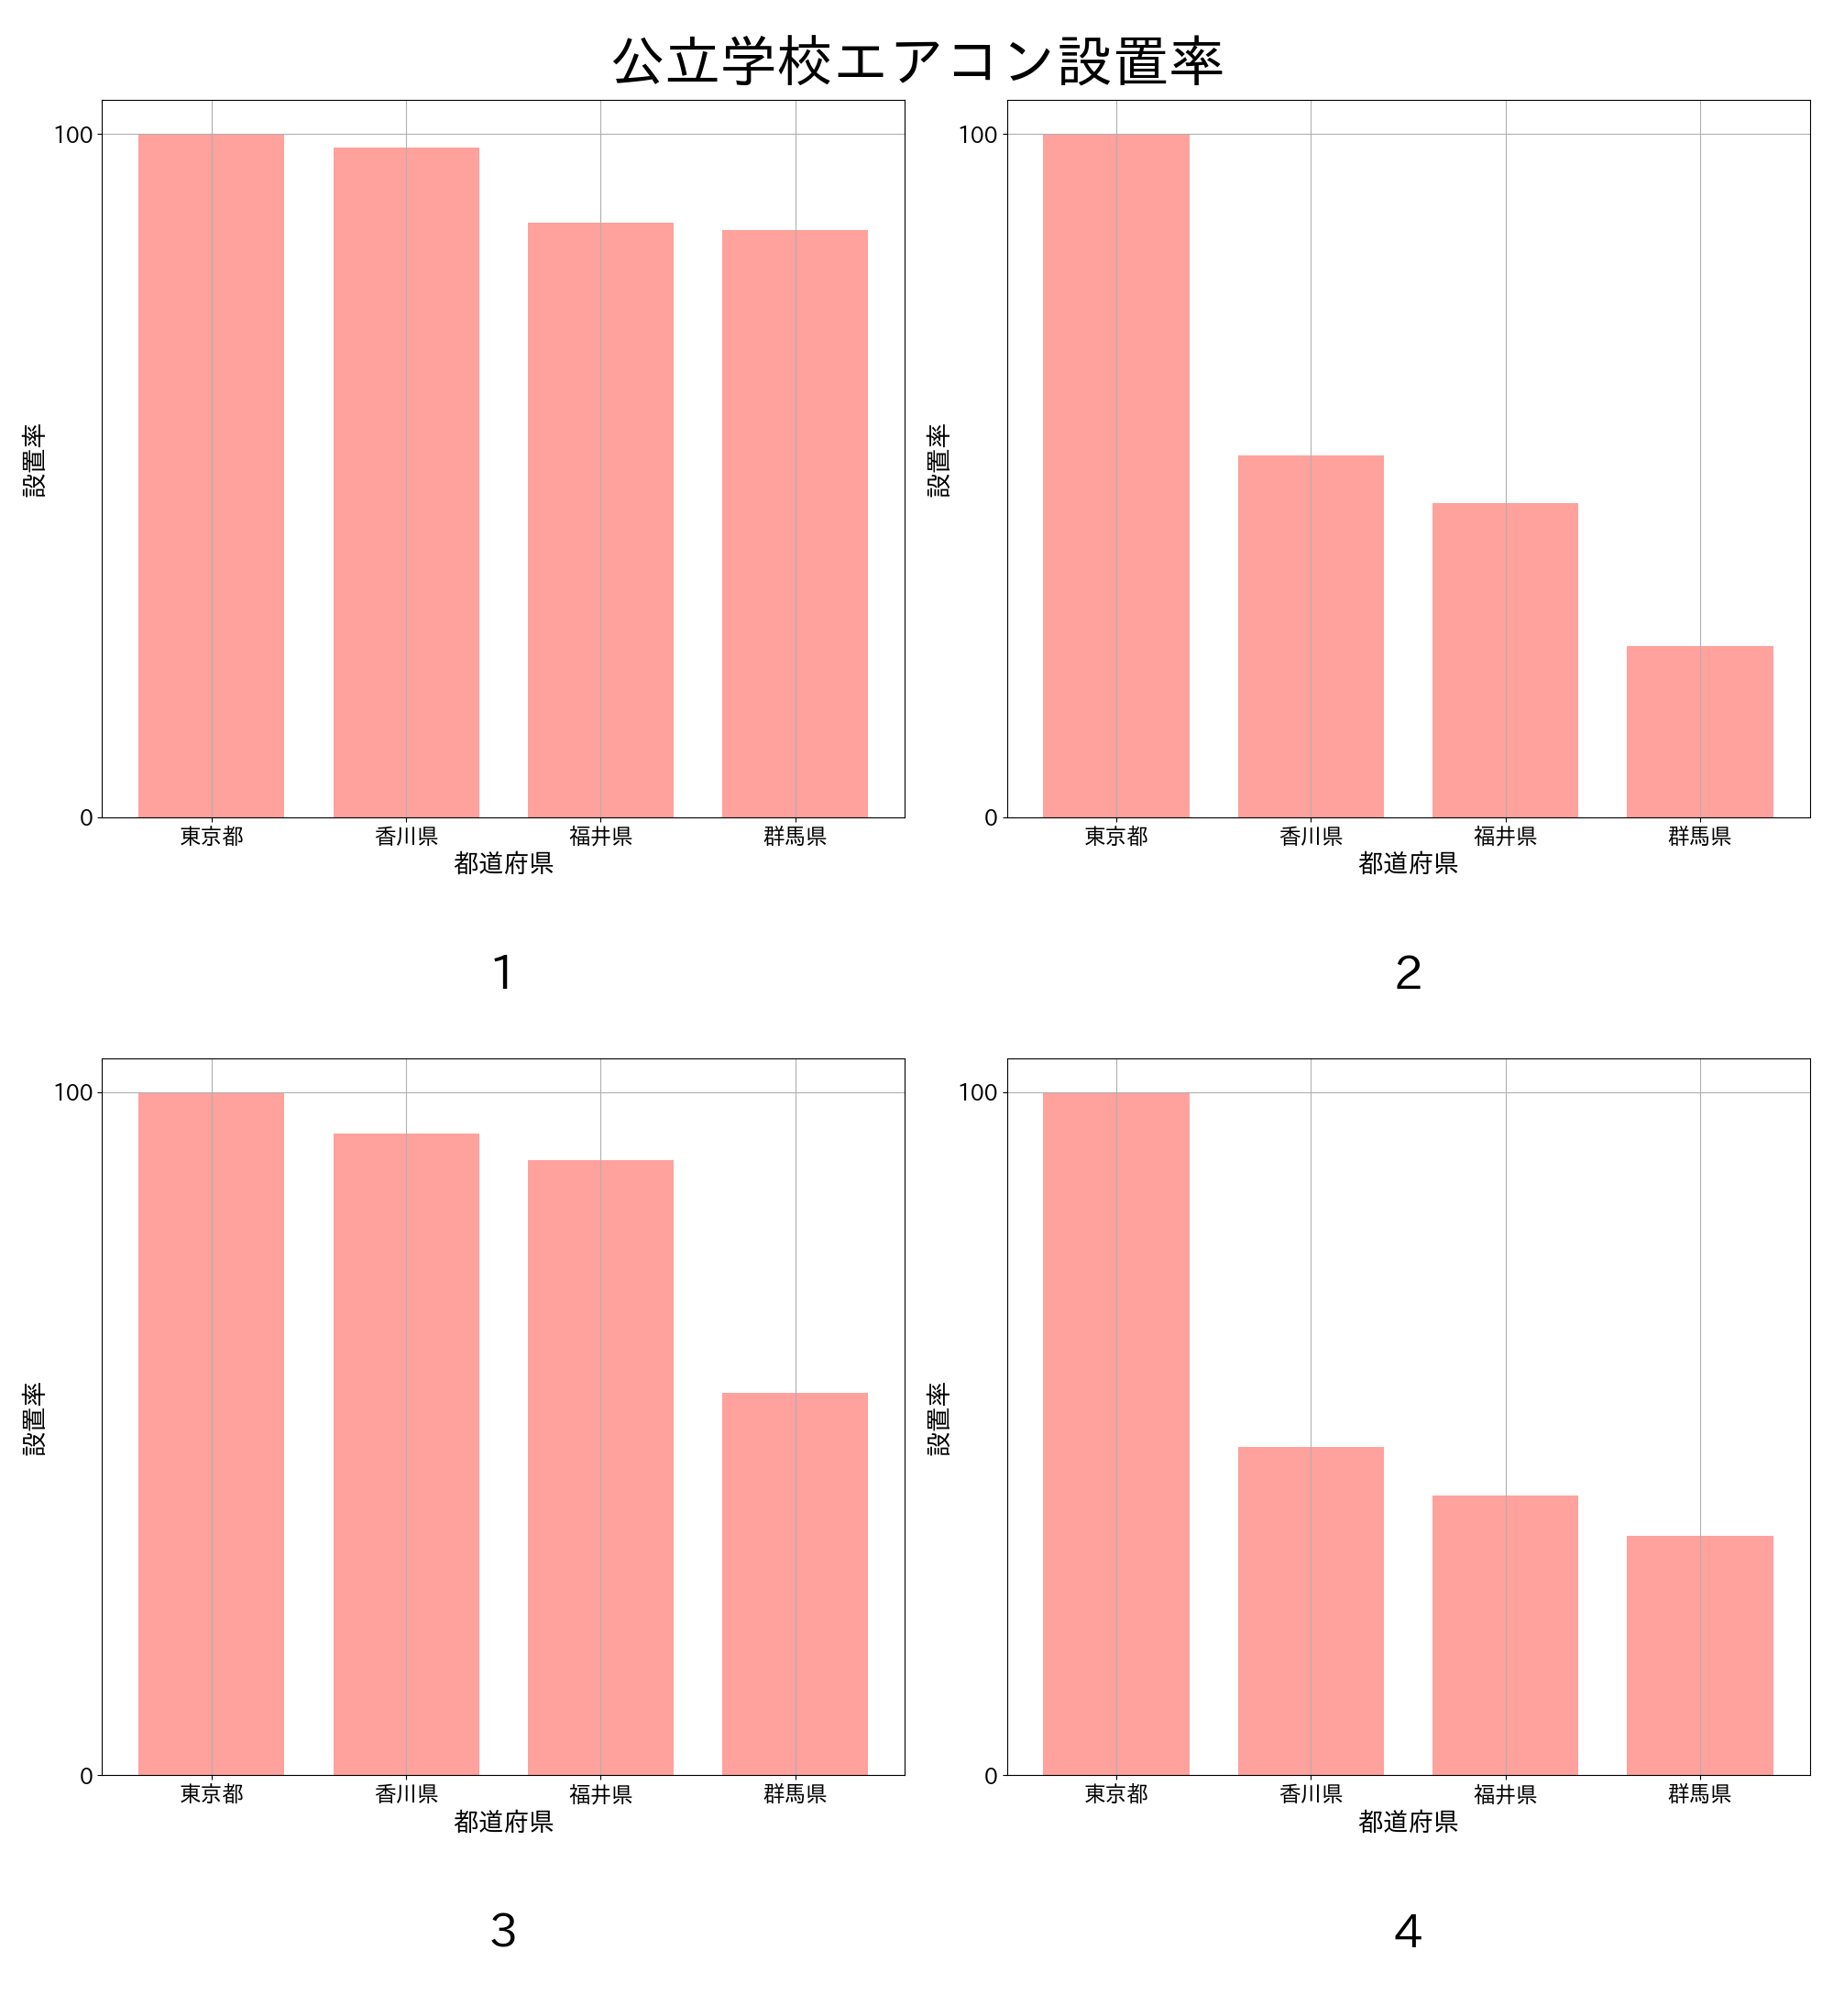 公立学校エアコン設置率
100
0
設置率
東京都 香川県 福井県 群馬県
都道府県
1
100
0
設置率
東京都 香川県 福井県 群馬県
都道府県
2
100
0
設置率
東京都 香川県 福井県 群馬県
都道府県
3
100
0
設置率
東京都 香川県 福井県 群馬県
都道府県
4